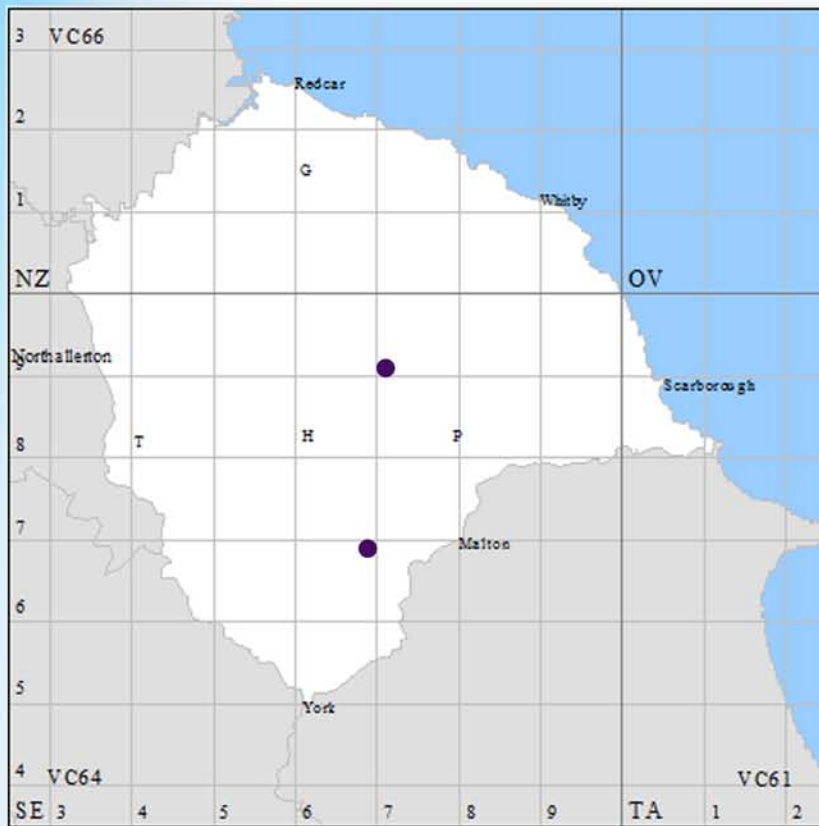 3 VC66
Redcar
2
G
1
Whitby
NZ
OV
Northallerton
9
Scarborough
T
H
P
8
7
Malton
6
5
York
4
VC64
VC61
SE 3 4 5 6 7 8 9 TA 1 2